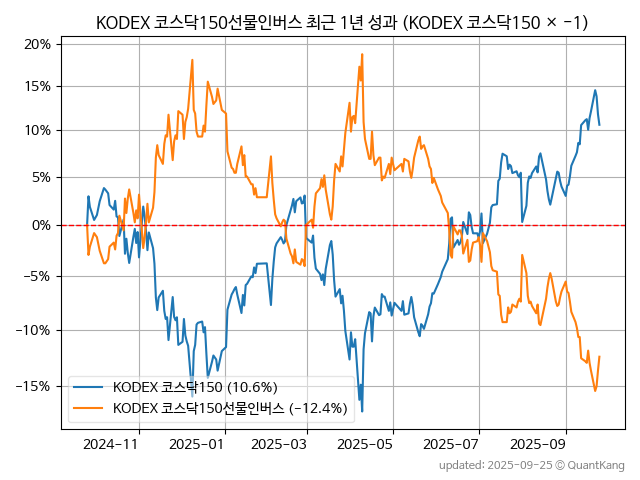 KODEX 코스닥150선물인버스 최근 1년 성과 (KODEX 코스닥150 × −1)
20%
15%
10%
5%
0%
−5%
−10%
−15%
KODEX 코스닥150 (10.6%)
KODEX 코스닥150선물인버스 (−12.4%)
2024-11 2025-01 2025-03 2025-05 2025-07 2025-09
updated: 2025-09-25 © QuantKang